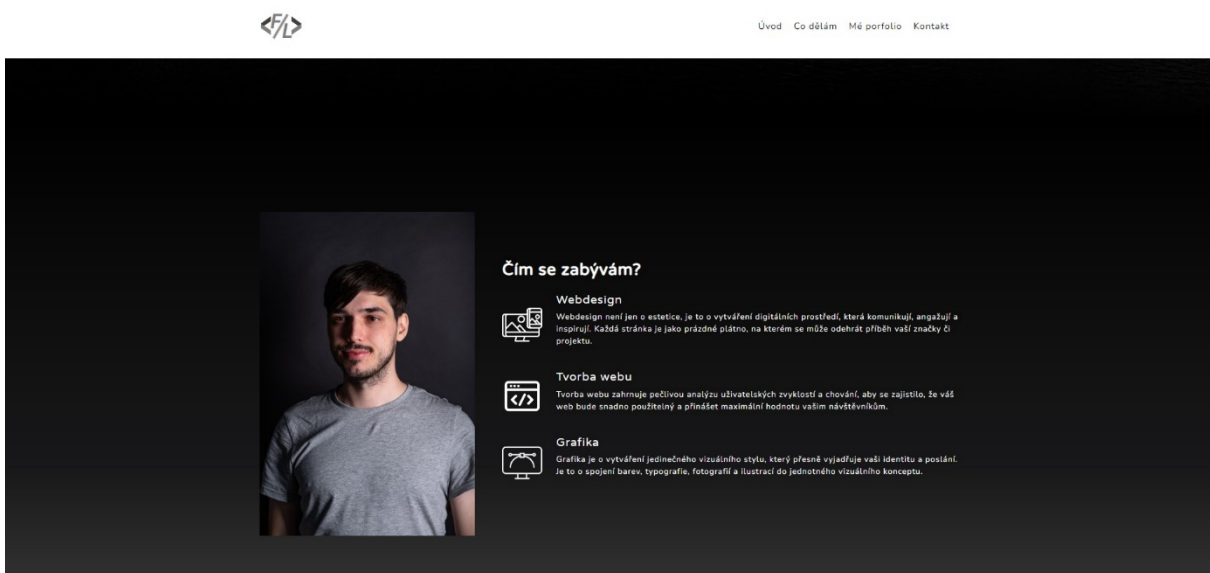 <F/L>
Úvod Co dělám Mé porfolio Kontakt
Čím se zabývám?
Webdesign
Webdesign není jen o estetice, je to o vytváření digitálních prostředí, která komunikují, angažují a
inspirují. Každá stránka je jako prázdné plátno, na kterém se může odehrát příběh vaší značky či
projektu.
Tvorba webu
Tvorba webu zahrnuje pečlivou analýzu uživatelských zvyklostí a chování, aby se zajistilo, že váš
web bude snadno použitelný a přinášet maximální hodnotu vašim návštěvníkům.
Grafika
Grafika je o vytváření jedinečného vizuálního stylu, který přesně vyjadřuje vaši identitu a poslání.
Je to o spojení barev, typografie, fotografií a ilustrací do jednotného vizuálního konceptu.